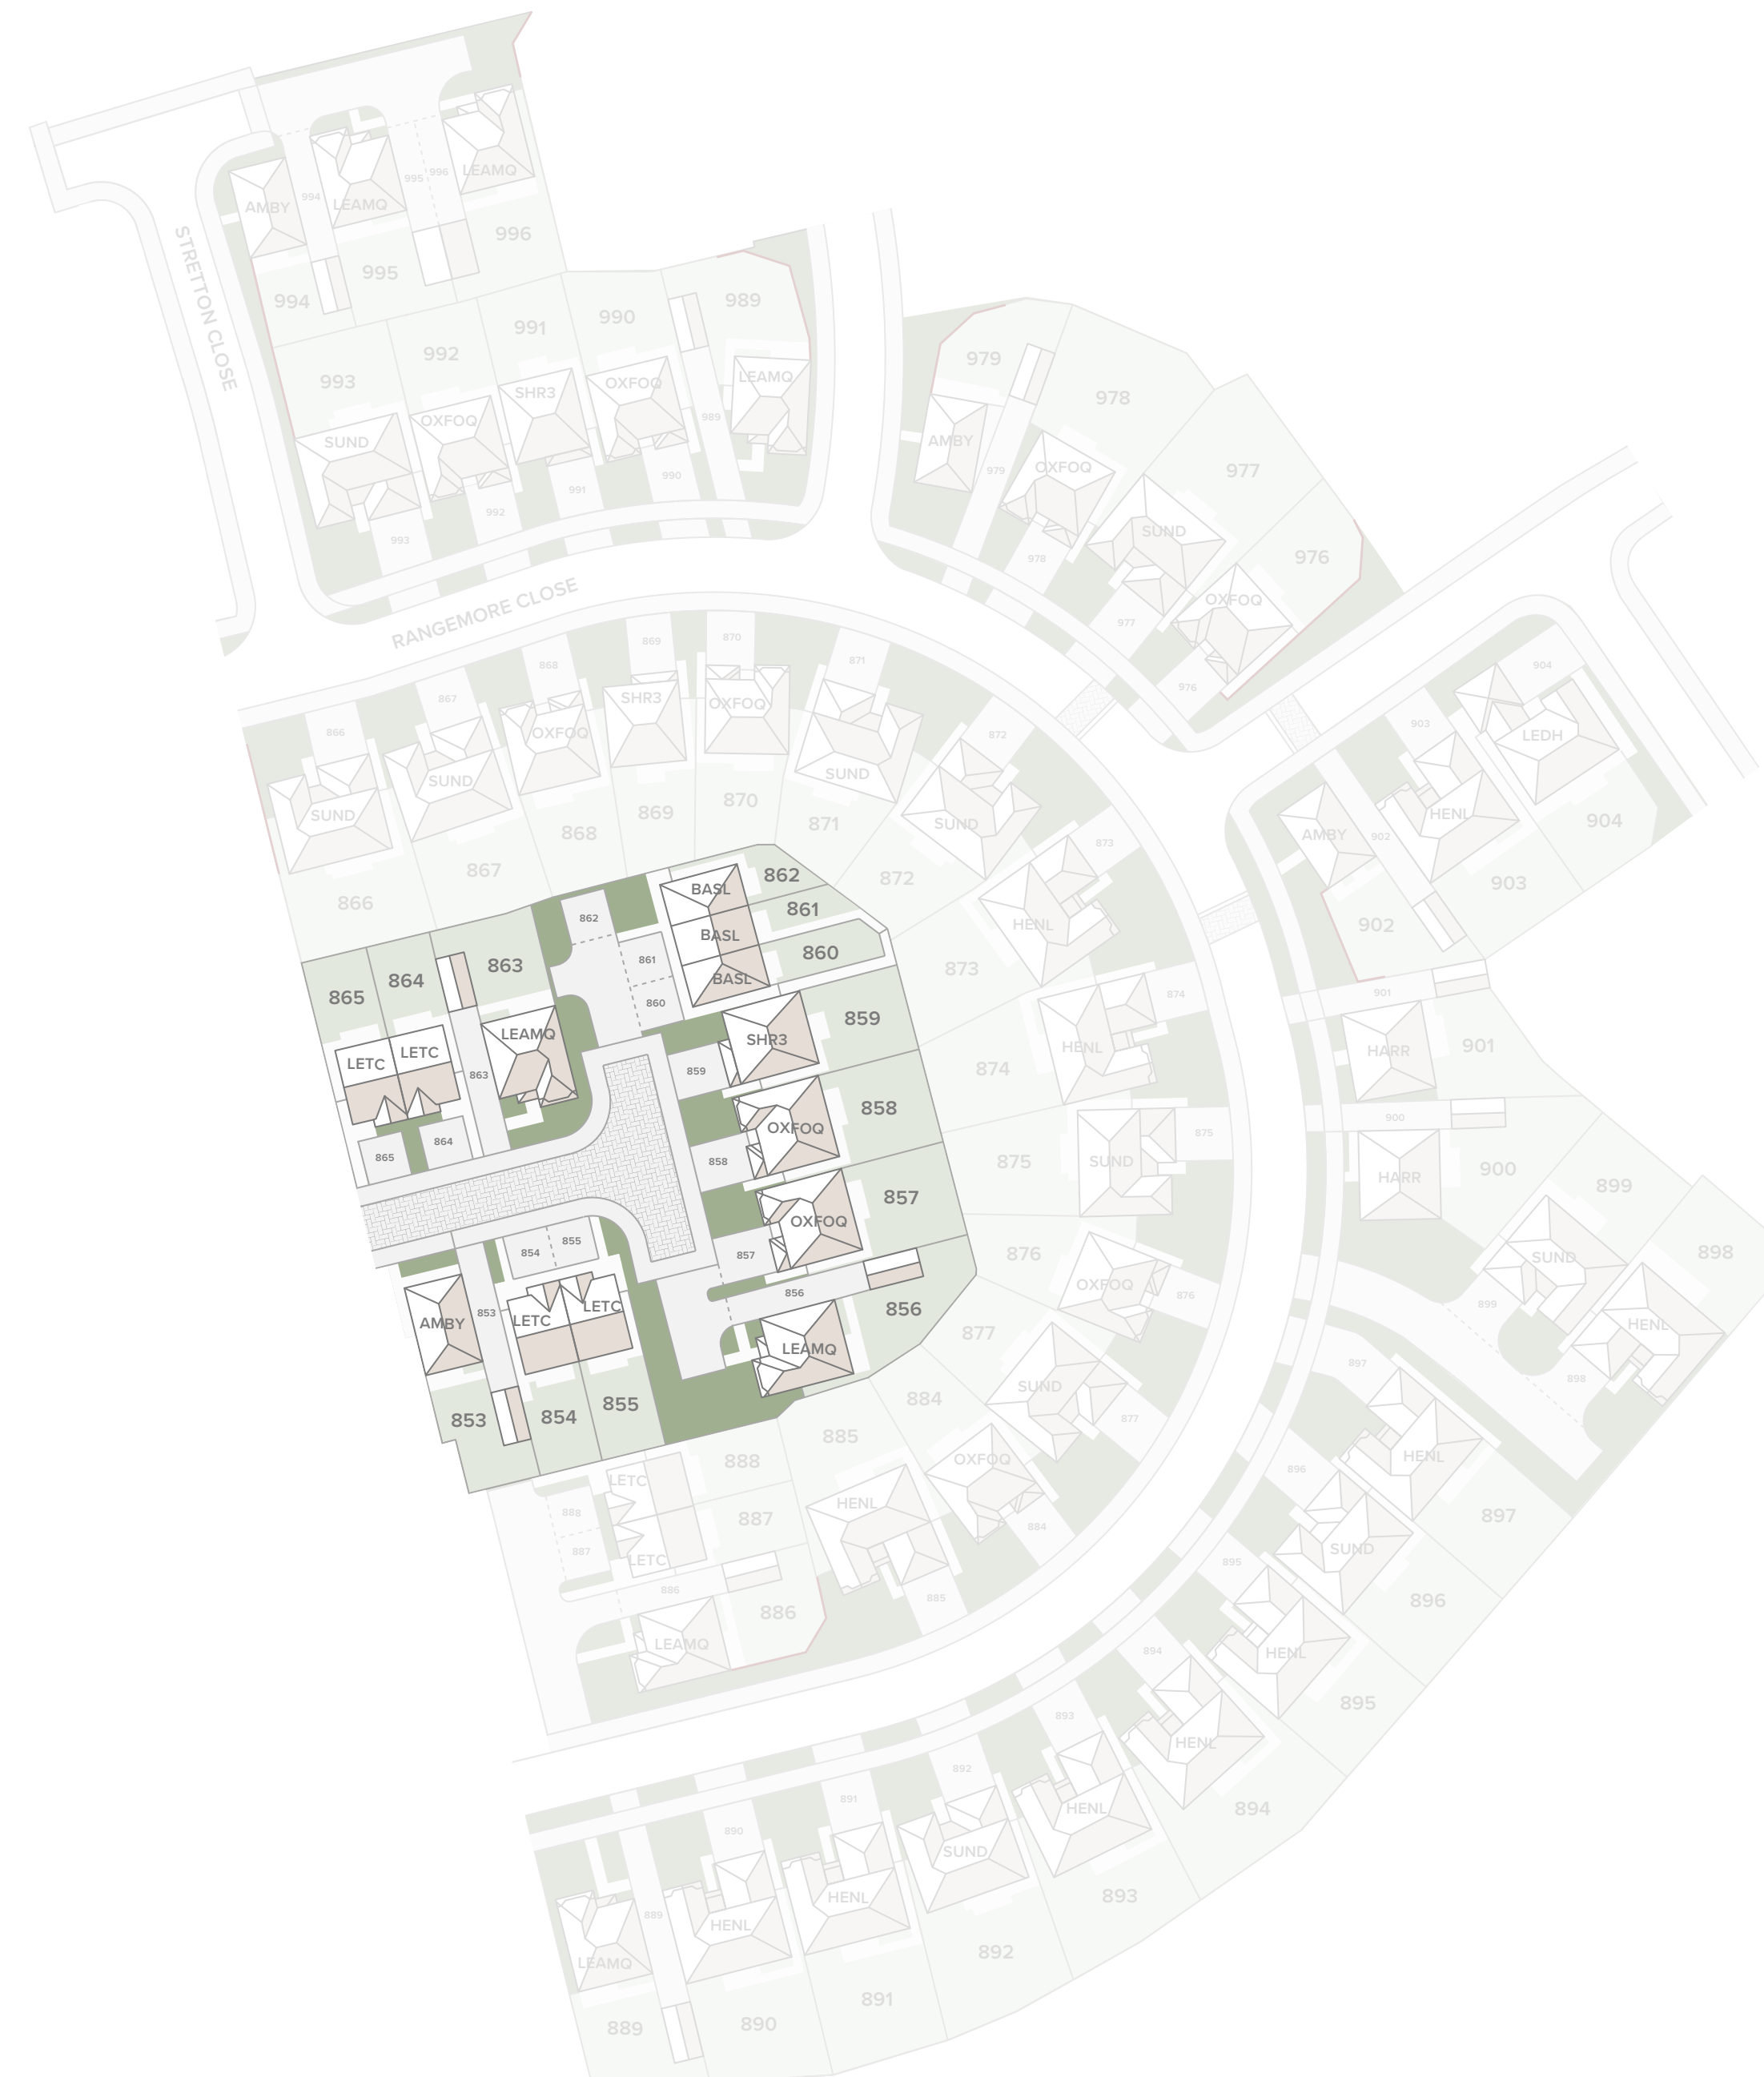 LEAMQ
996
995
994
LEAMQ
AMBY
996
995
994
STRETTON CLOSE
989
990
991
992
993
LEAMQ
OXFOQ
SHR3
OXFOQ
SUND
989
990
991
992
993
979
978
977
976
AMBY
OXFOQ
SUND
OXFOQ
979
978
977
976
RANGEMORE CLOSE
866
867
868
869
870
871
872
873
874
875
876
877
884
885
SUND
SUND
OXFOQ
SHR3
OXFOQ
SUND
SUND
HENL
HENL
SUND
OXFOQ
SUND
OXFOQ
HENL
866
867
868
869
870
871
872
873
874
875
876
877
884
885
904
903
902
LEDH
HENL
AMBY
904
903
902
901
HARR
901
900
HARR
900
899
898
SUND
HENL
899
898
862
861
860
BASL
BASL
BASL
862
861
860
859
SHR3
859
858
OXFOQ
858
857
OXFOQ
857
856
LEAMQ
856
865
864
863
LETC
LETC
LEAMQ
863
864
865
854
855
853
AMBY
LETC
LETC
853
854
855
888
887
886
LETC
LETC
LEAMQ
888
887
886
897
HENL
897
896
SUND
896
895
HENL
895
894
HENL
894
893
HENL
893
892
SUND
892
891
HENL
891
890
HENL
890
889
LEAMQ
889